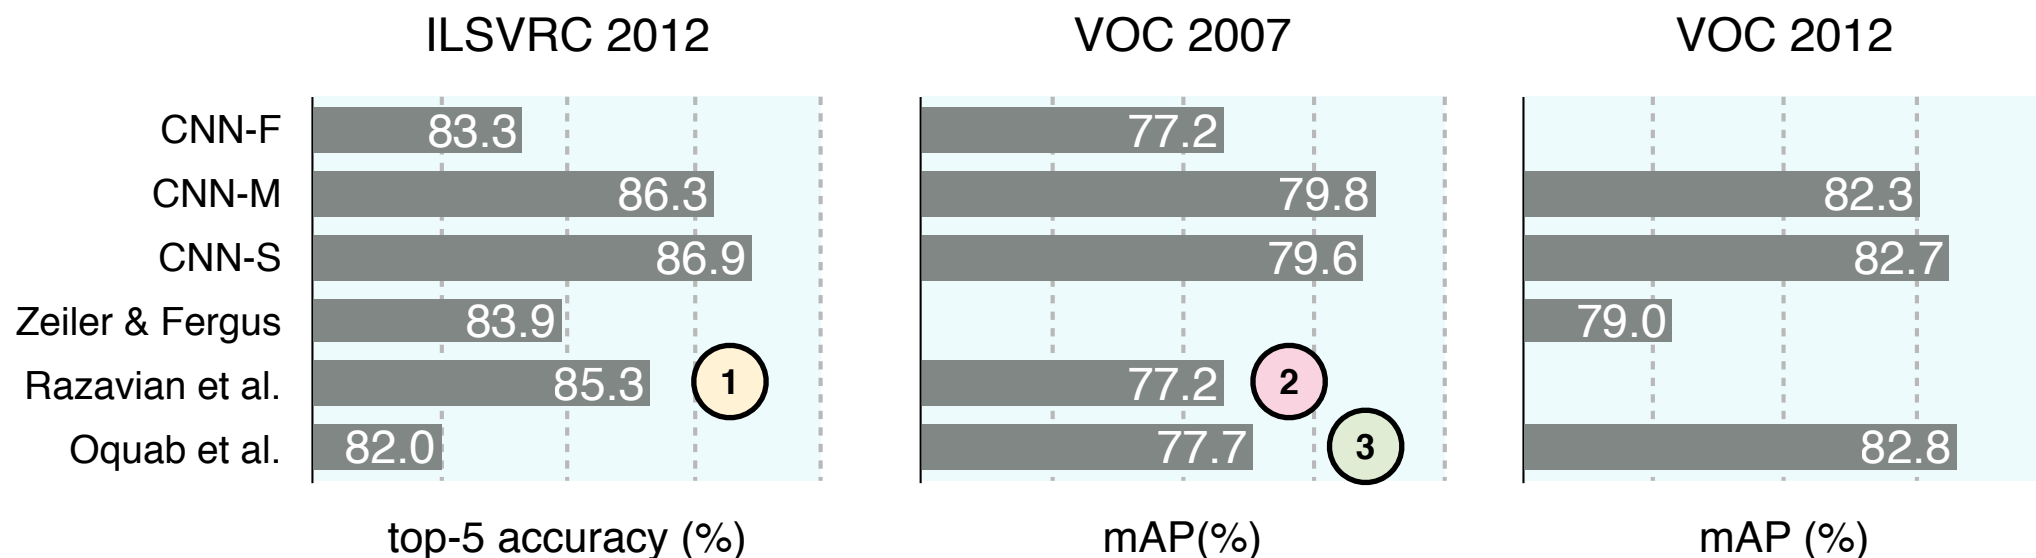 ILSVRC 2012 VOC 2007 VOC 2012
CNN-F 83.3 77.2
CNN-M 86.3 79.8 82.3
CNN-S 86.9 79.6 82.7
Zeiler & Fergus 83.9 79.0
Razavian et al. 85.3 1 77.2 2
Oquab et al. 82.0 77.7 3 82.8
top-5 accuracy (%) mAP(%) mAP (%)